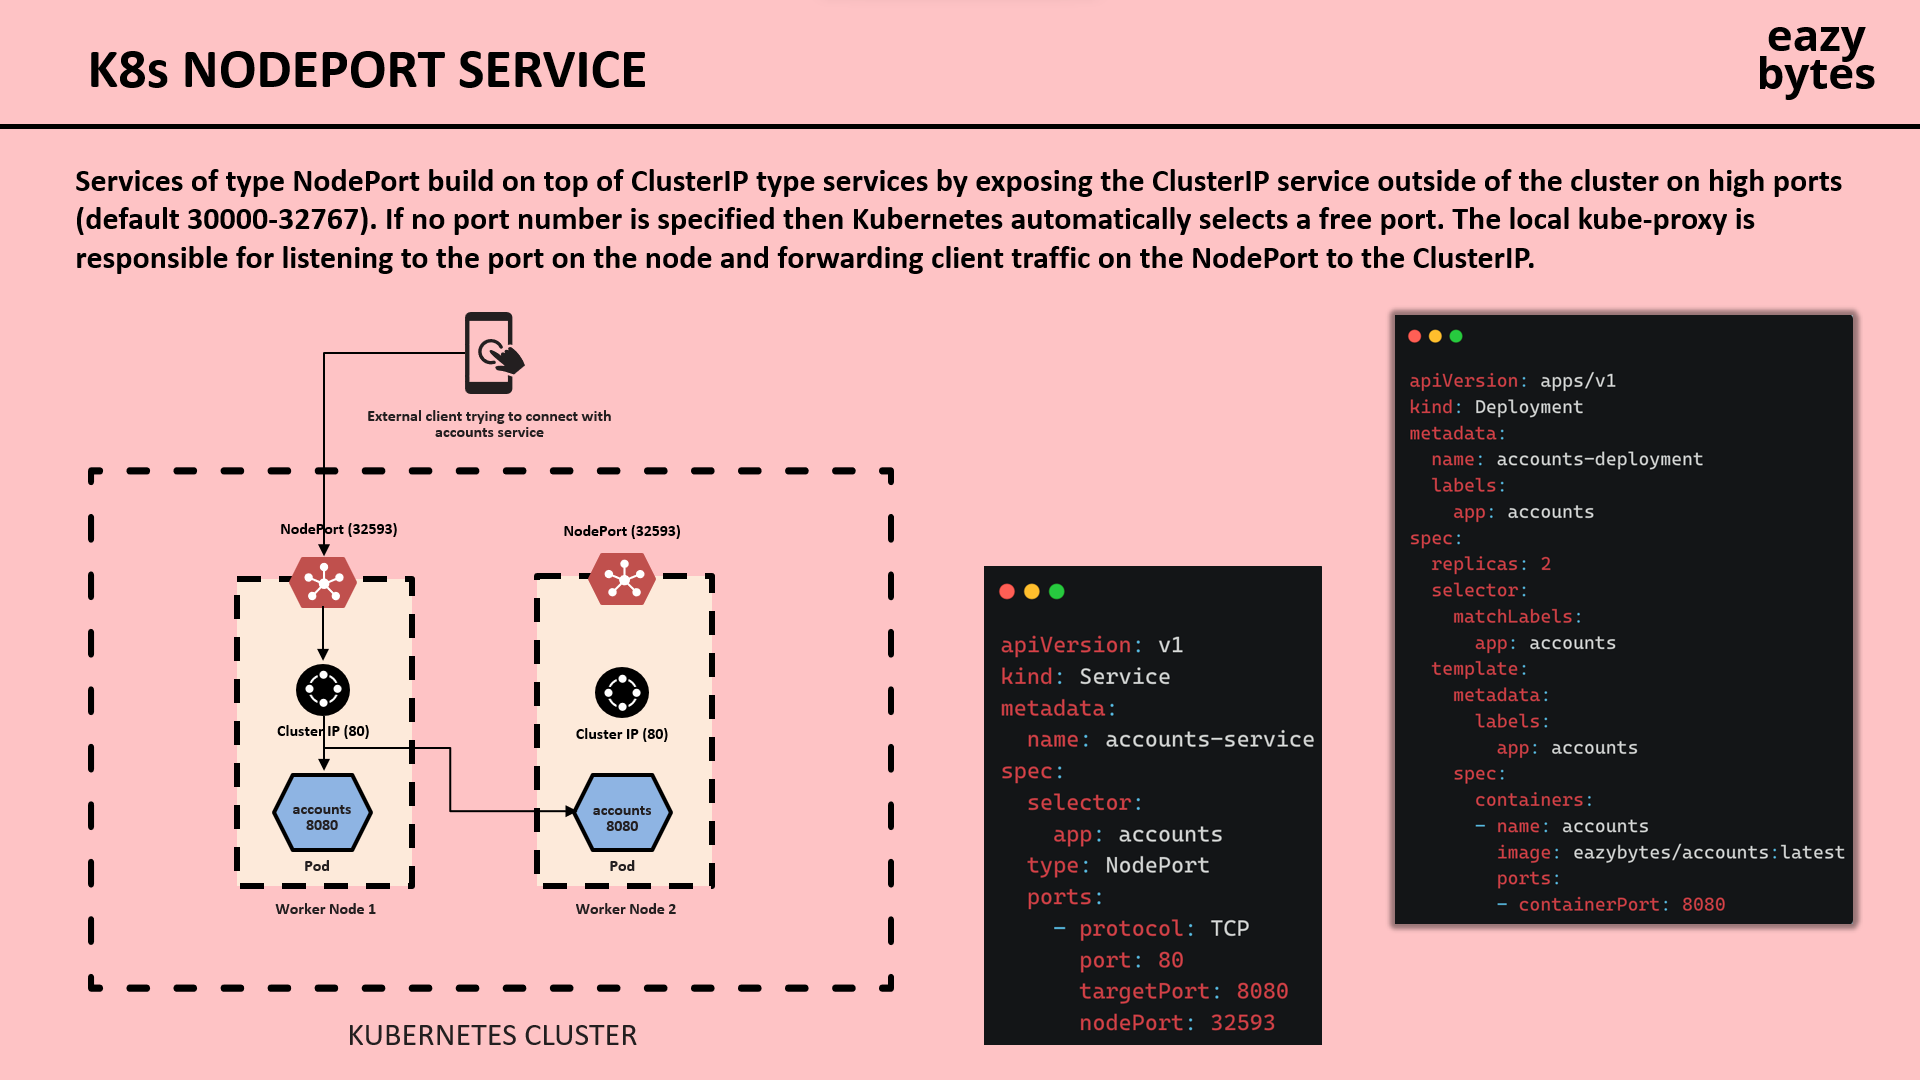 K8s NODEPORT SERVICE
eazy
bytes
Services of type NodePort build on top of ClusterIP type services by exposing the ClusterIP service outside of the cluster on high ports
(default 30000-32767). If no port number is specified then Kubernetes automatically selects a free port. The local kube-proxy is
responsible for listening to the port on the node and forwarding client traffic on the NodePort to the ClusterIP.
External client trying to connect with
accounts service
NodePort (32593)
NodePort (32593)
Cluster IP (80)
Cluster IP (80)
accounts
8080
accounts
8080
Pod
Pod
Worker Node 1
Worker Node 2
KUBERNETES CLUSTER
apiVersion: v1
kind: Service
metadata:
  name: accounts-service
spec:
  selector:
    app: accounts
  type: NodePort
  ports:
    - protocol: TCP
      port: 80
      targetPort: 8080
      nodePort: 32593
apiVersion: apps/v1
kind: Deployment
metadata:
  name: accounts-deployment
  labels:
    app: accounts
spec:
  replicas: 2
  selector:
    matchLabels:
      app: accounts
  template:
    metadata:
      labels:
        app: accounts
    spec:
      containers:
      - name: accounts
        image: eazybytes/accounts:latest
        ports:
        - containerPort: 8080